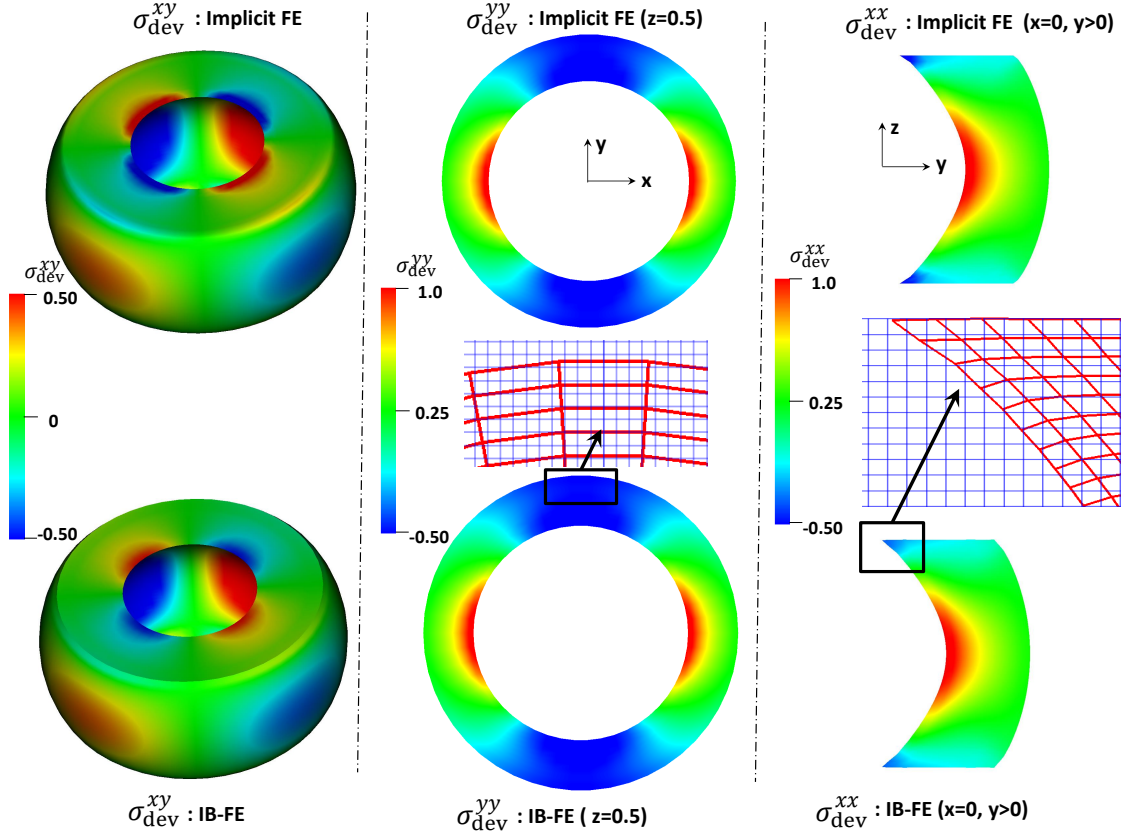 σ_dev^xy : Implicit FE
σ_dev^yy : Implicit FE (z=0.5)
σ_dev^xx : Implicit FE (x=0, y>0)
y
x
z
y
σ_dev^xy
0.50
0
-0.50
σ_dev^yy
1.0
0.25
-0.50
σ_dev^xx
1.0
0.25
-0.50
σ_dev^xy : IB-FE
σ_dev^yy : IB-FE ( z=0.5)
σ_dev^xx : IB-FE (x=0, y>0)